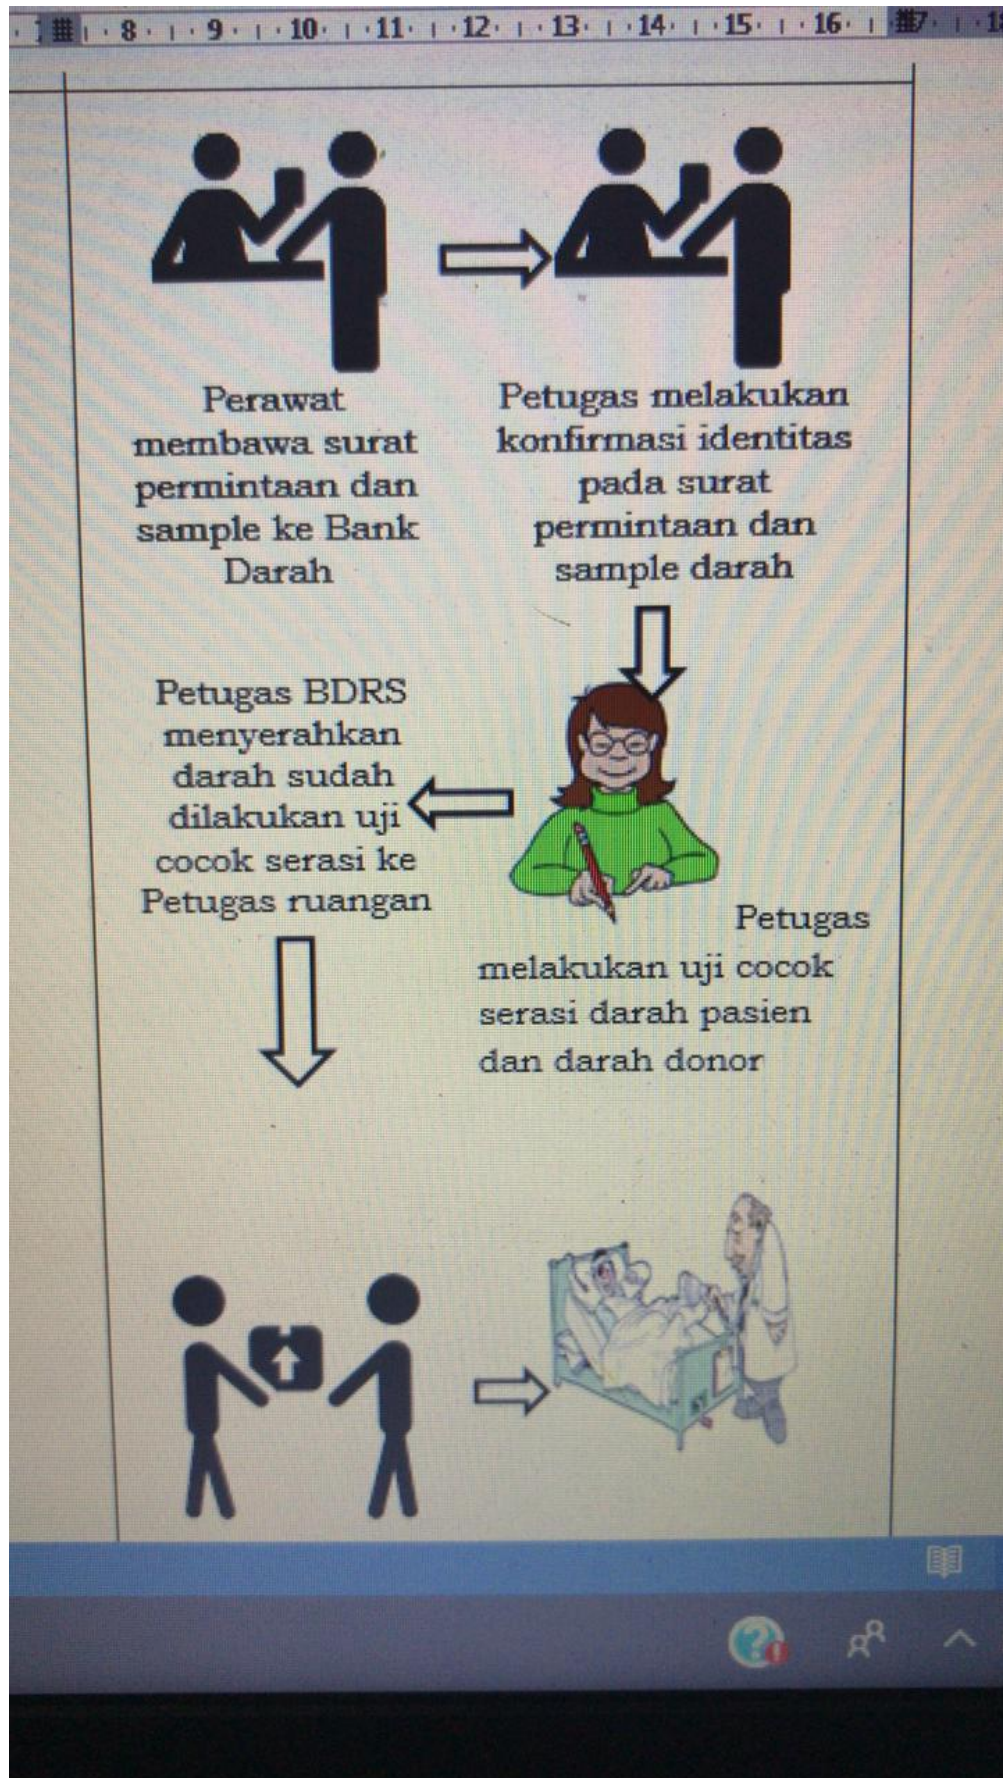 8 9 10 11 12 13 14 15 16 17 18
Perawat
membawa surat
permintaan dan
sample ke Bank
Darah
Petugas melakukan
konfirmasi identitas
pada surat
permintaan dan
sample darah
Petugas
melakukan uji cocok
serasi darah pasien
dan darah donor
Petugas BDRS
menyerahkan
darah sudah
dilakukan uji
cocok serasi ke
Petugas ruangan